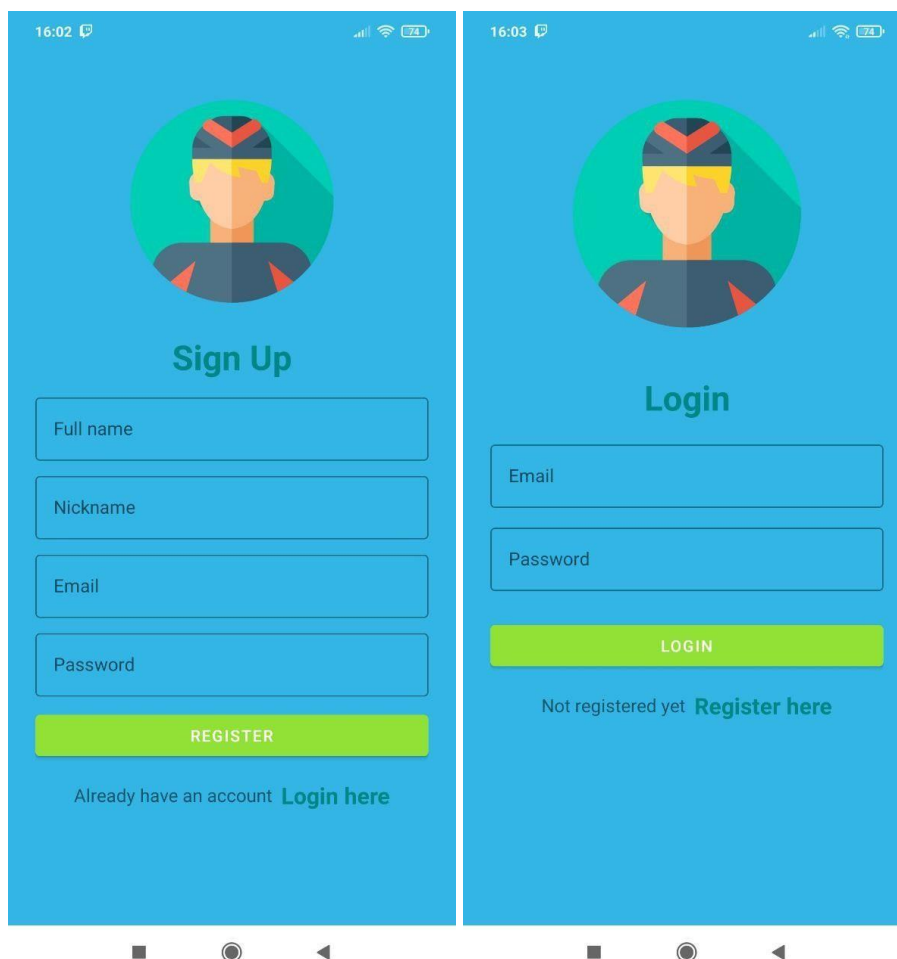 16:02
74
Sign Up
Full name
Nickname
Email
Password
REGISTER
Already have an account Login here
16:03
74
Login
Email
Password
LOGIN
Not registered yet Register here